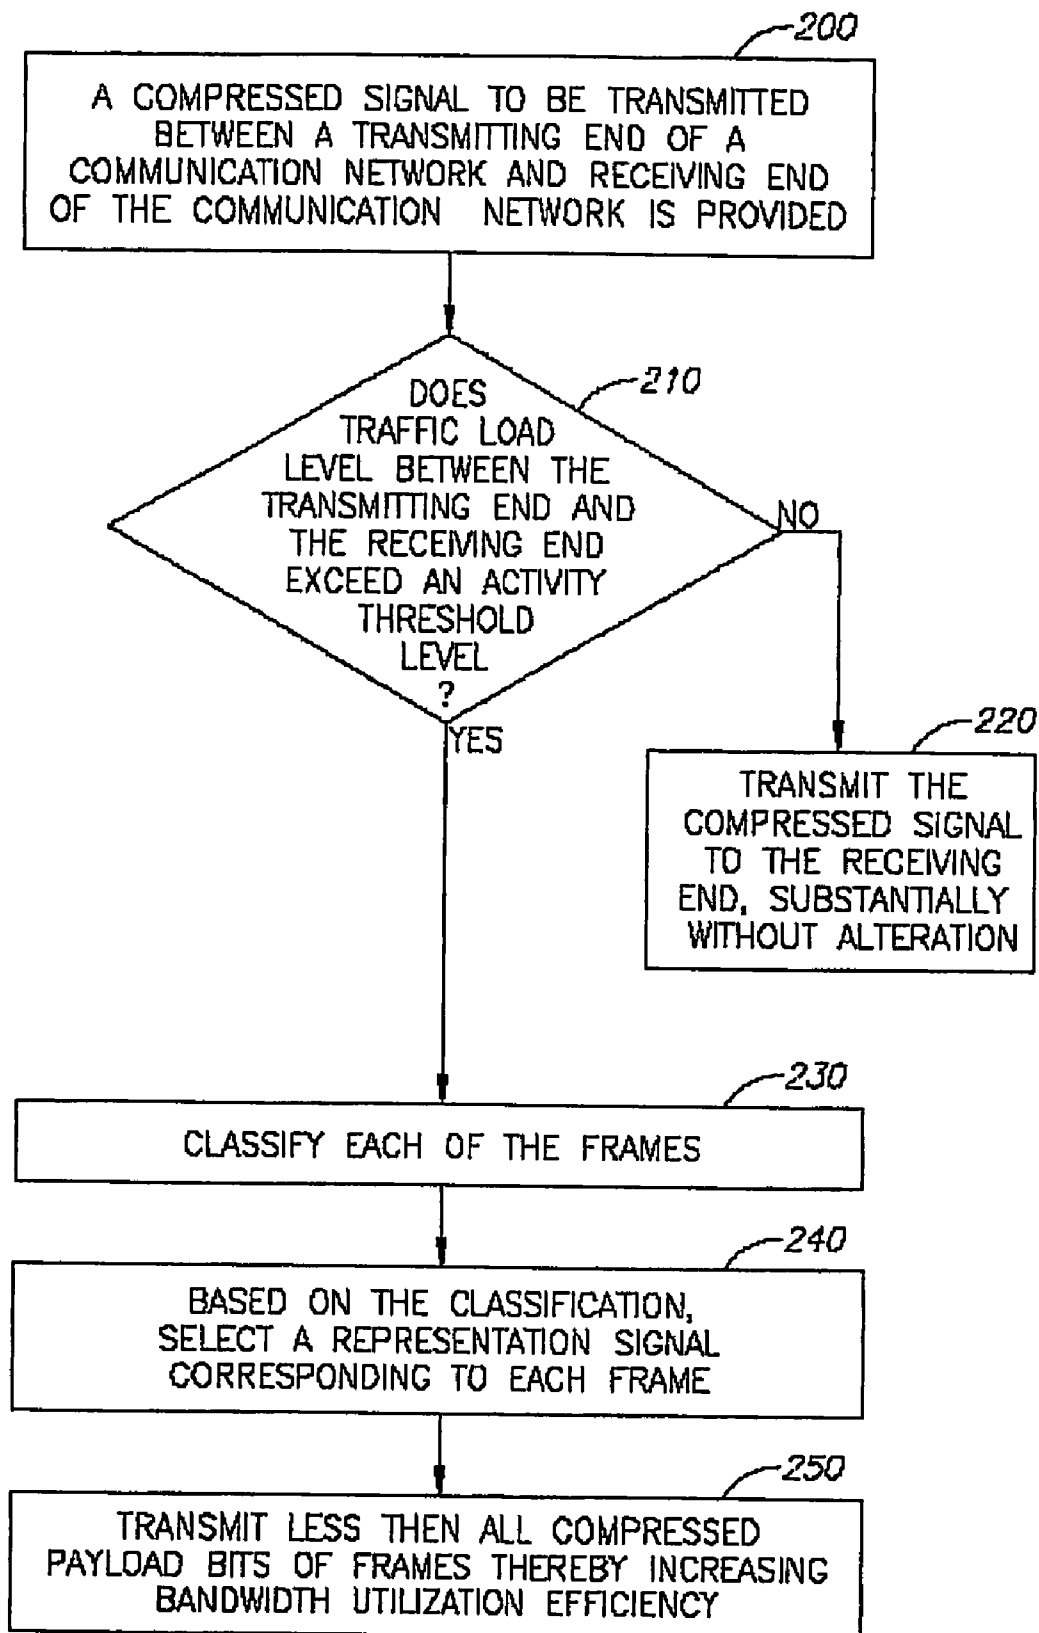 200
A COMPRESSED SIGNAL TO BE TRANSMITTED
BETWEEN A TRANSMITTING END OF A
COMMUNICATION NETWORK AND RECEIVING END
OF THE COMMUNICATION NETWORK IS PROVIDED
210
DOES
TRAFFIC LOAD
LEVEL BETWEEN THE
TRANSMITTING END AND
THE RECEIVING END
EXCEED AN ACTIVITY
THRESHOLD
LEVEL
?
NO
YES
220
TRANSMIT THE
COMPRESSED SIGNAL
TO THE RECEIVING
END, SUBSTANTIALLY
WITHOUT ALTERATION
230
CLASSIFY EACH OF THE FRAMES
240
BASED ON THE CLASSIFICATION,
SELECT A REPRESENTATION SIGNAL
CORRESPONDING TO EACH FRAME
250
TRANSMIT LESS THEN ALL COMPRESSED
PAYLOAD BITS OF FRAMES THEREBY INCREASING
BANDWIDTH UTILIZATION EFFICIENCY